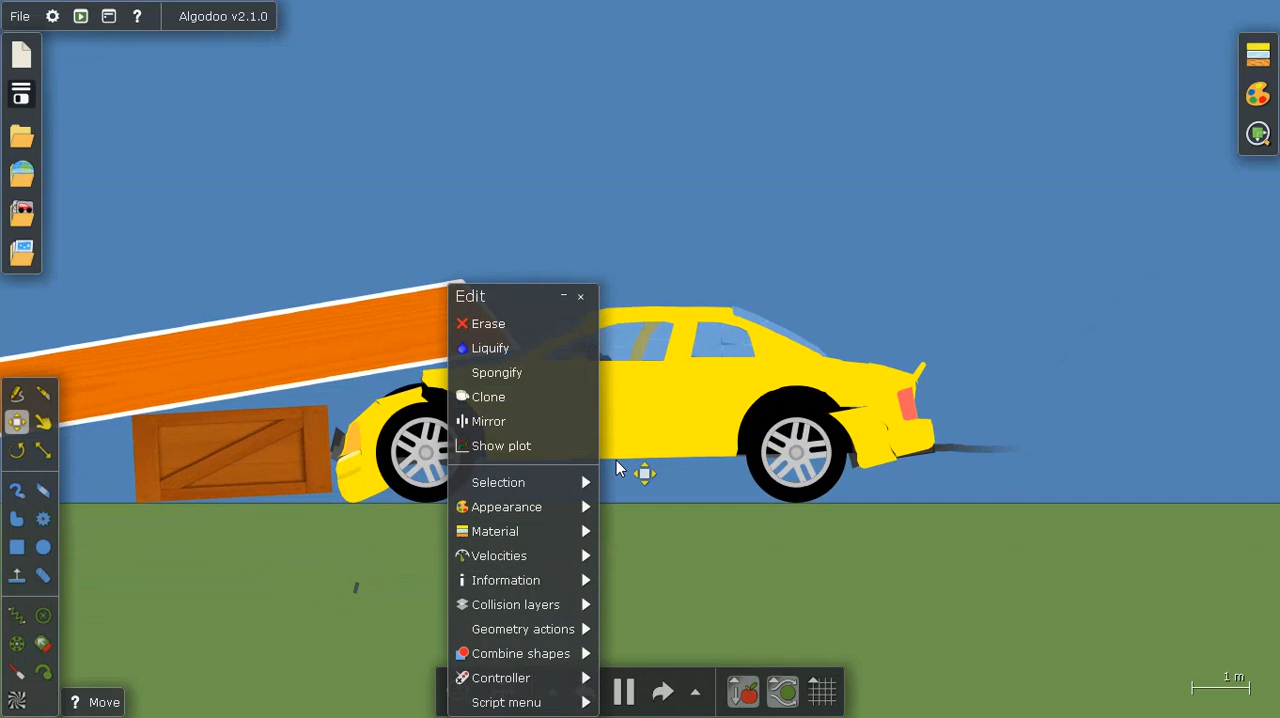 File
?
Algodoo v2.1.0
Edit
Erase
Liquify
Spongify
Clone
Mirror
Show plot
Selection
Appearance
Material
Velocities
Information
Collision layers
Geometry actions
Combine shapes
Controller
Script menu
? Move
1 m